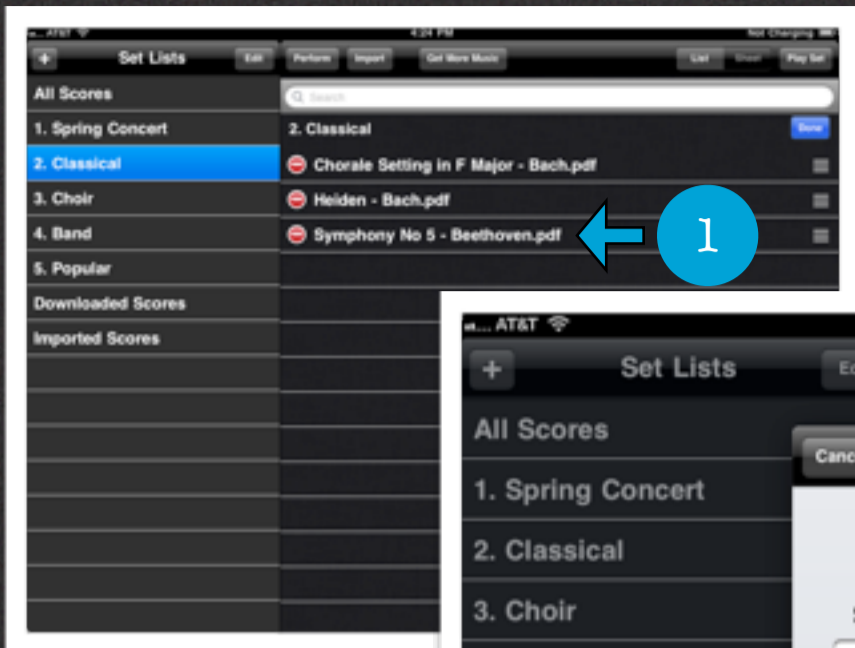 AT&T 4:24 PM Not Charging
+ Set Lists Edit Perform Import Get More Music List Sheet Play Set
All Scores
Search
1. Spring Concert
2. Classical
Done
2. Classical
Chorale Setting in F Major - Bach.pdf
3. Choir
Heiden - Bach.pdf
4. Band
Symphony No 5 - Beethoven.pdf
1
5. Popular
Downloaded Scores
Imported Scores
... AT&T
+ Set Lists
All Scores
1. Spring Concert
2. Classical
3. Choir
Canc